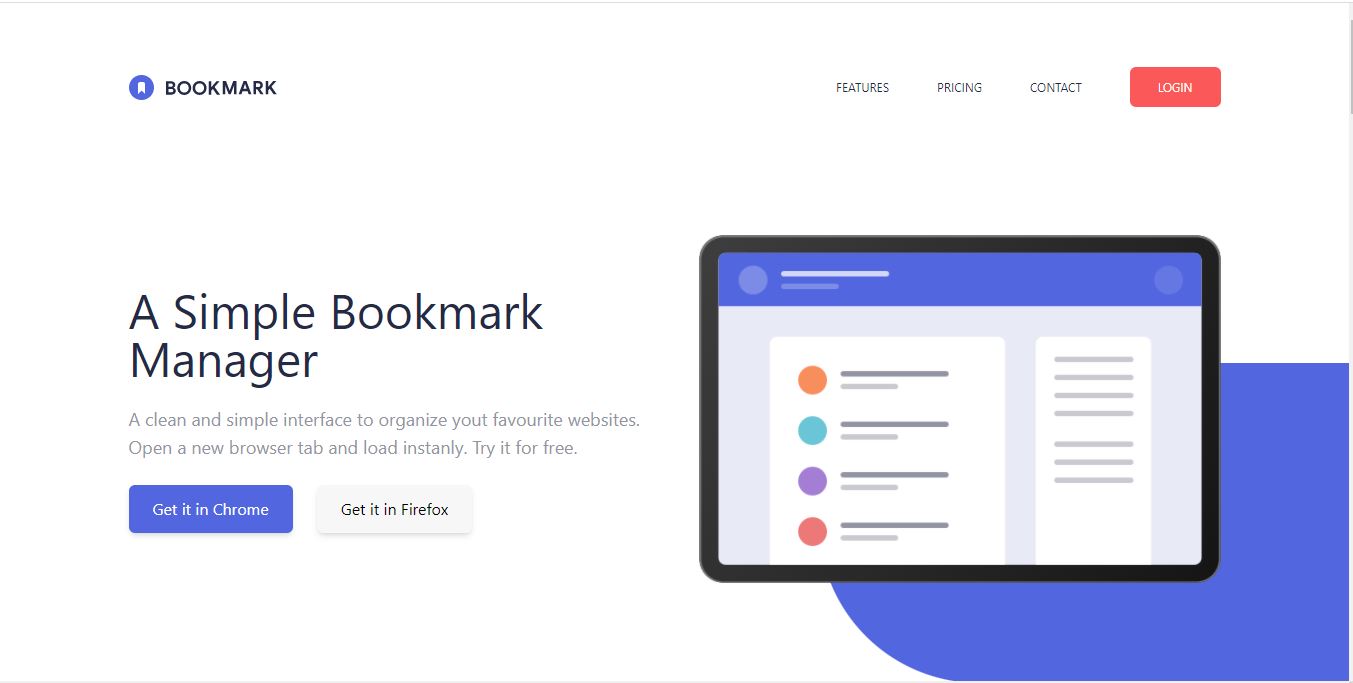 BOOKMARK
FEATURES
PRICING
CONTACT
LOGIN
A Simple Bookmark
Manager
A clean and simple interface to organize yout favourite websites.
Open a new browser tab and load instanly. Try it for free.
Get it in Chrome
Get it in Firefox